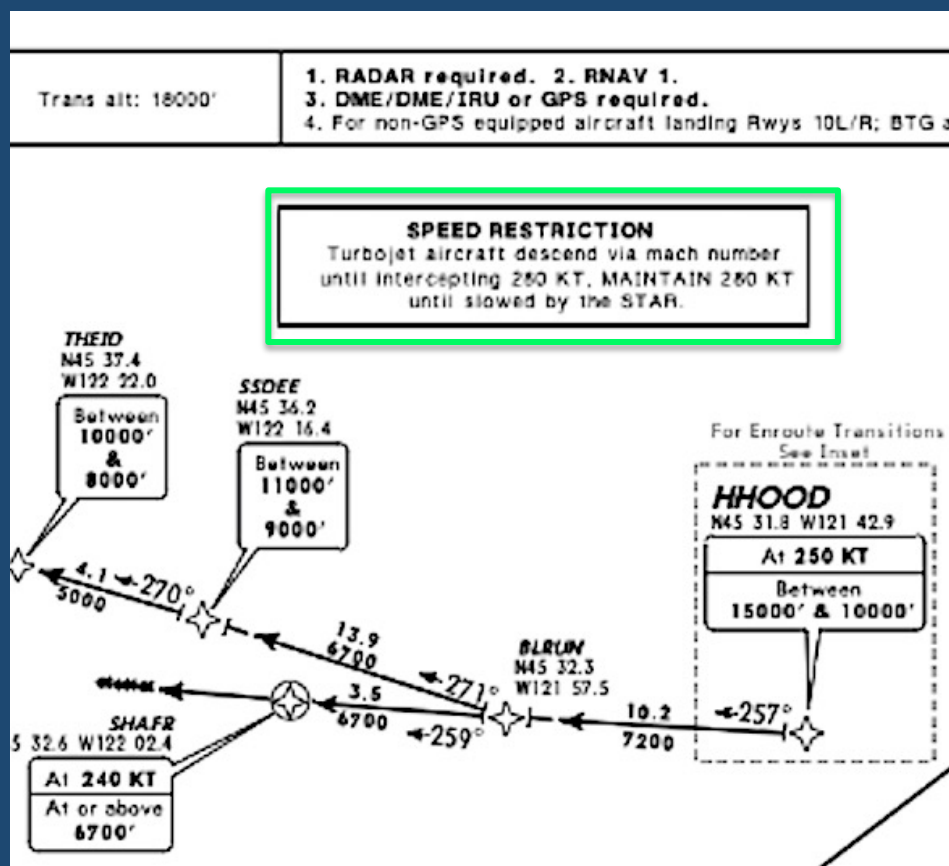 Trans alt: 18000'
1. RADAR required. 2. RNAV 1.
3. DME/DME/IRU or GPS required.
4. For non-GPS equipped aircraft landing Rwys 10L/R; BTG
SPEED RESTRICTION
Turbojet aircraft descend via mach number
until intercepting 280 KT, MAINTAIN 280 KT
until slowed by the STAR.
THEIO
N45 37.4
W122 22.0
Between
10000'
&
8000'
SSDEE
N45 36.2
W122 16.4
Between
11000'
&
9000'
For Enroute Transitions
See Inset
HHOOD
N45 31.8 W121 42.9
At 250 KT
Between
15000' & 10000'
4.1 270°
5000
13.9
6700
271°
BLRUN
N45 32.3
W121 57.5
3.5
6700
259°
10.2
7200
257°
SHAFR
5 32.6 W122 02.4
At 240 KT
At or above
6700'